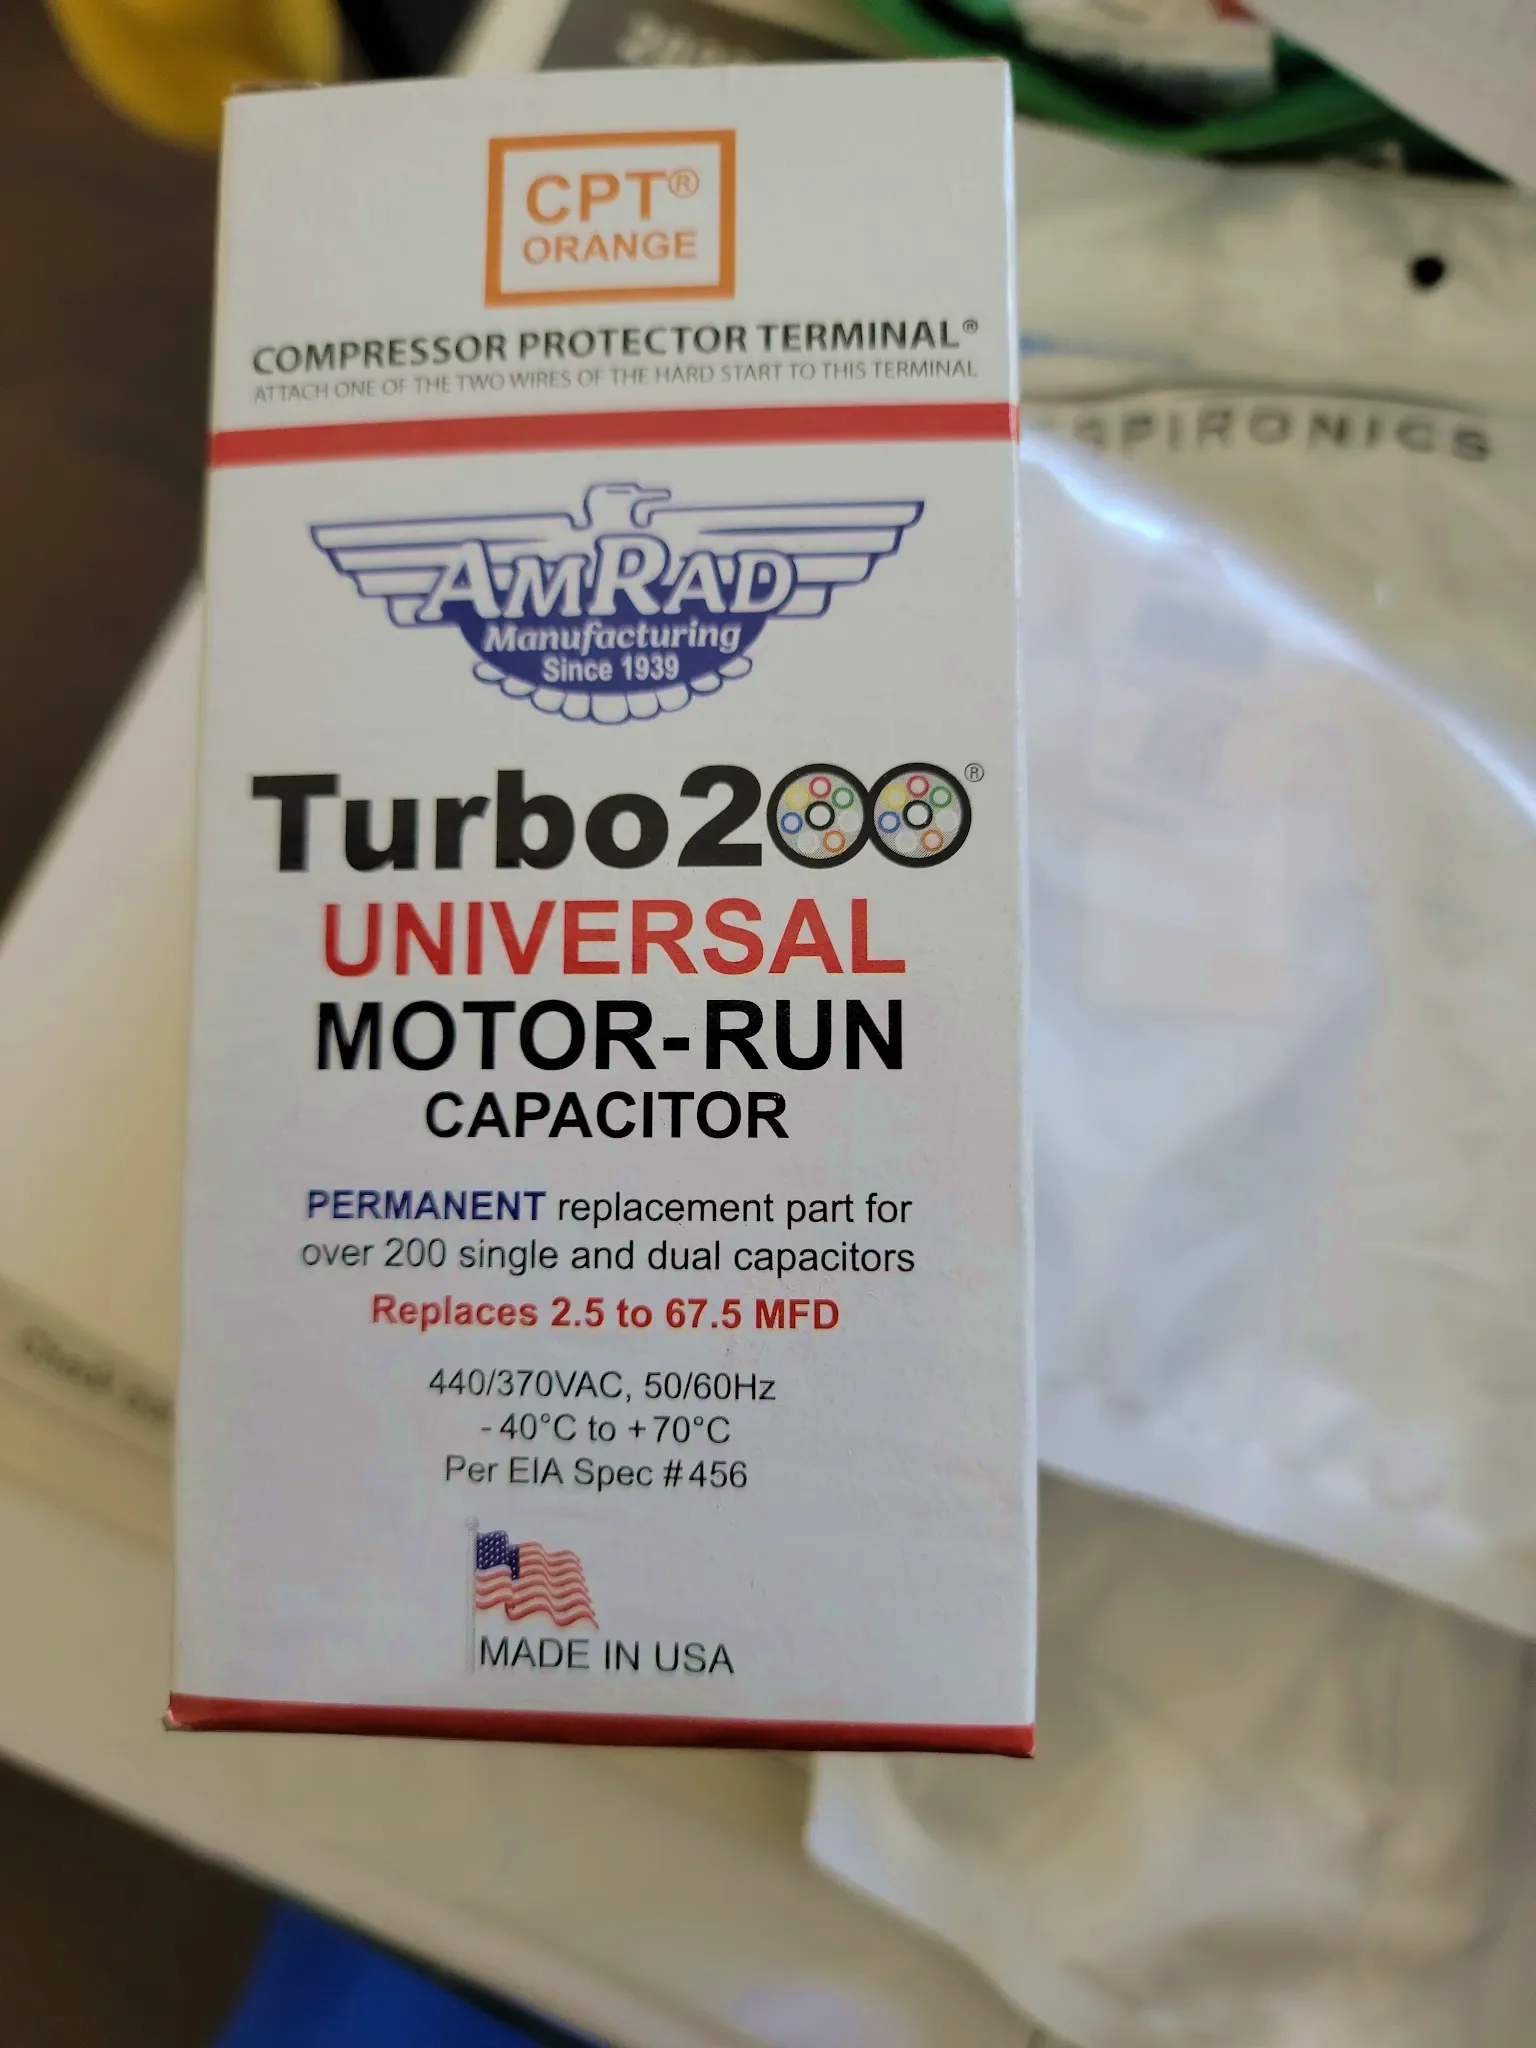 CPT®
ORANGE
COMPRESSOR PROTECTOR TERMINAL®
ATTACH ONE OF THE TWO WIRES OF THE HARD START TO THIS TERMINAL
AMRAD
Manufacturing
Since 1939
Turbo200®
UNIVERSAL
MOTOR-RUN
CAPACITOR
PERMANENT replacement part for
over 200 single and dual capacitors
Replaces 2.5 to 67.5 MFD
440/370VAC, 50/60Hz
- 40°C to +70°C
Per EIA Spec #456
MADE IN USA